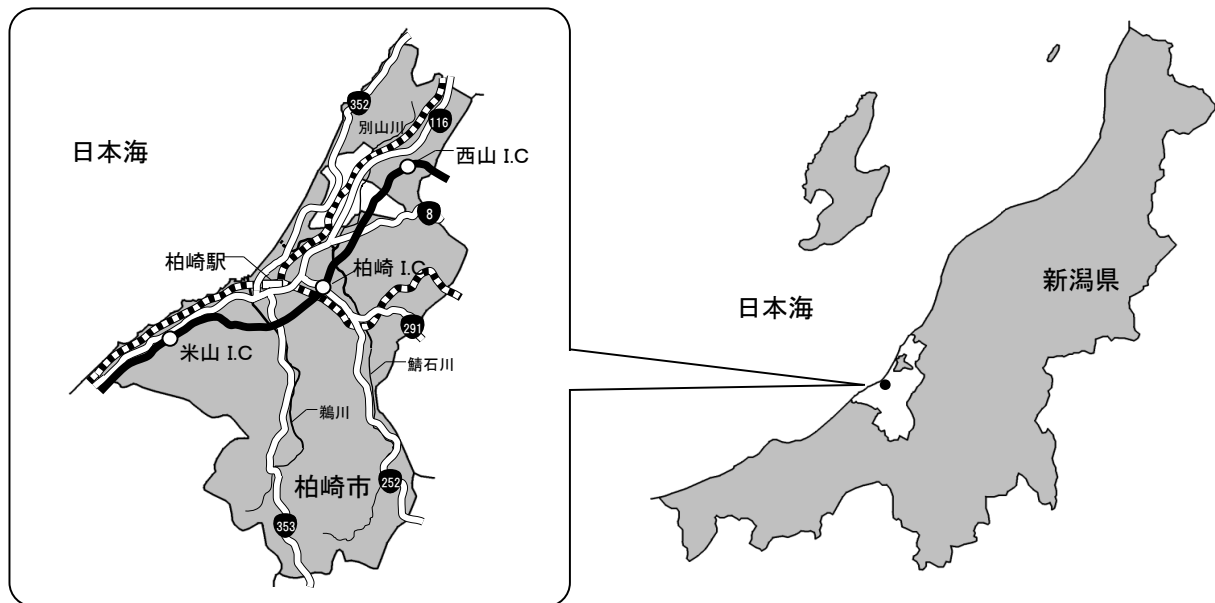 352
別山川
116
日本海
西山 I.C
8
柏崎駅
柏崎 I.C
291
米山 I.C
鯖石川
鵜川
柏崎市
252
353
新潟県
日本海